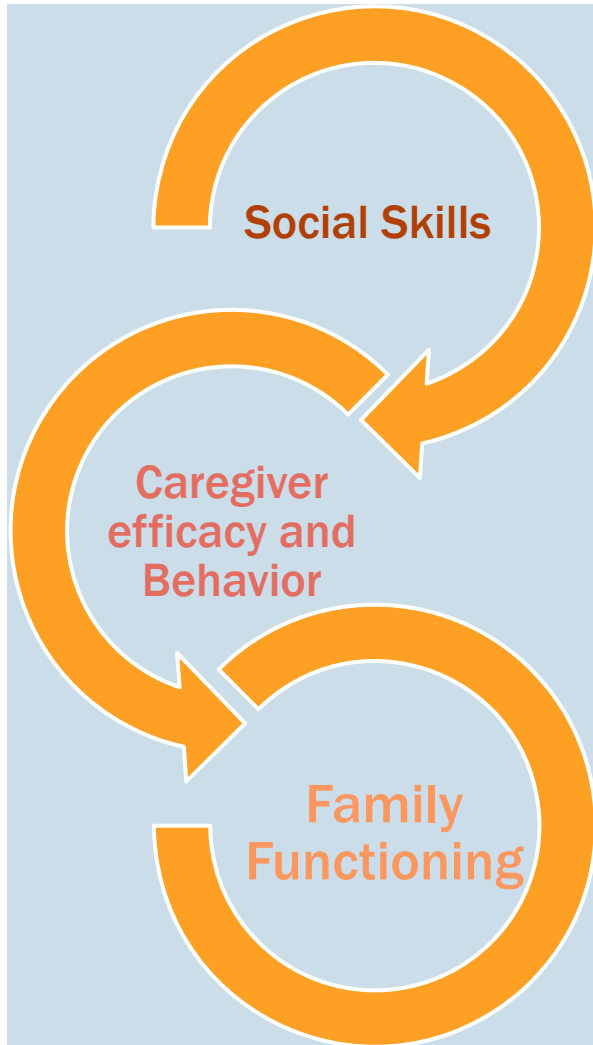 Social Skills
Caregiver
efficacy and
Behavior
Family
Functioning